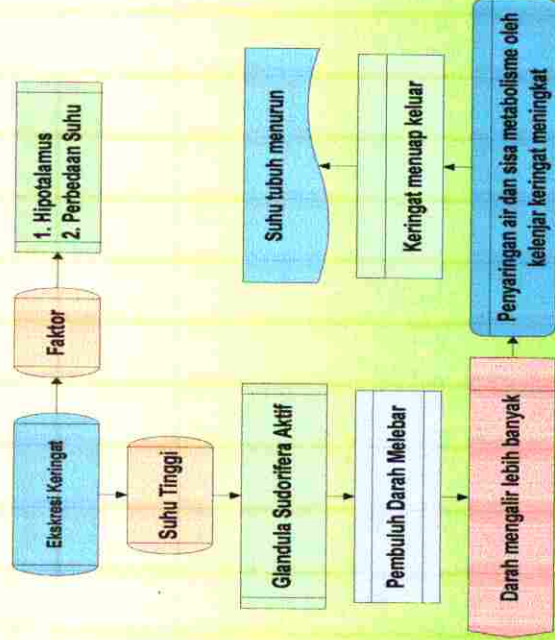 Ekskresi Keringat
Faktor
1. Hipotalamus
2. Perbedaan Suhu
Suhu Tinggi
Glandula Sudorifera Aktif
Pembuluh Darah Melebar
Darah mengalir lebih banyak
Penyaringan air dan sisa metabolisme oleh
kelenjar keringat meningkat
Keringat menuap keluar
Suhu tubuh menurun